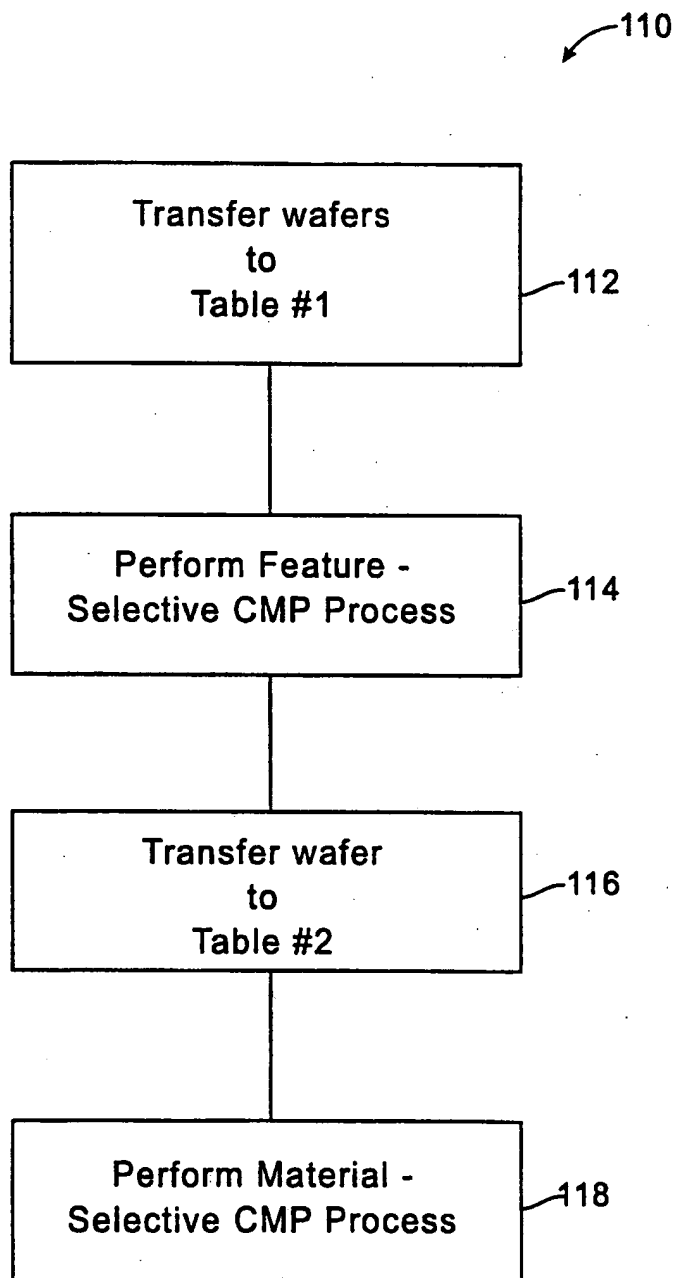 110
Transfer wafers
to
Table #1
112
Perform Feature -
Selective CMP Process
114
Transfer wafer
to
Table #2
116
Perform Material -
Selective CMP Process
118